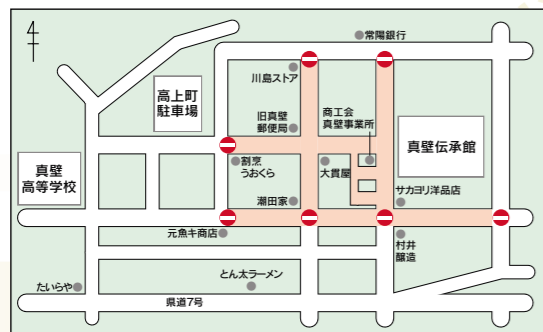 常陽銀行
川島ストア
高上町
駐車場
旧真壁
郵便局
商工会
真壁事業所
真壁伝承館
真壁
高等学校
割烹
うおくら
大貫屋
潮田家
サカヨリ洋品店
元魚キ商店
村井
醸造
たいらや
とん太ラーメン
県道7号